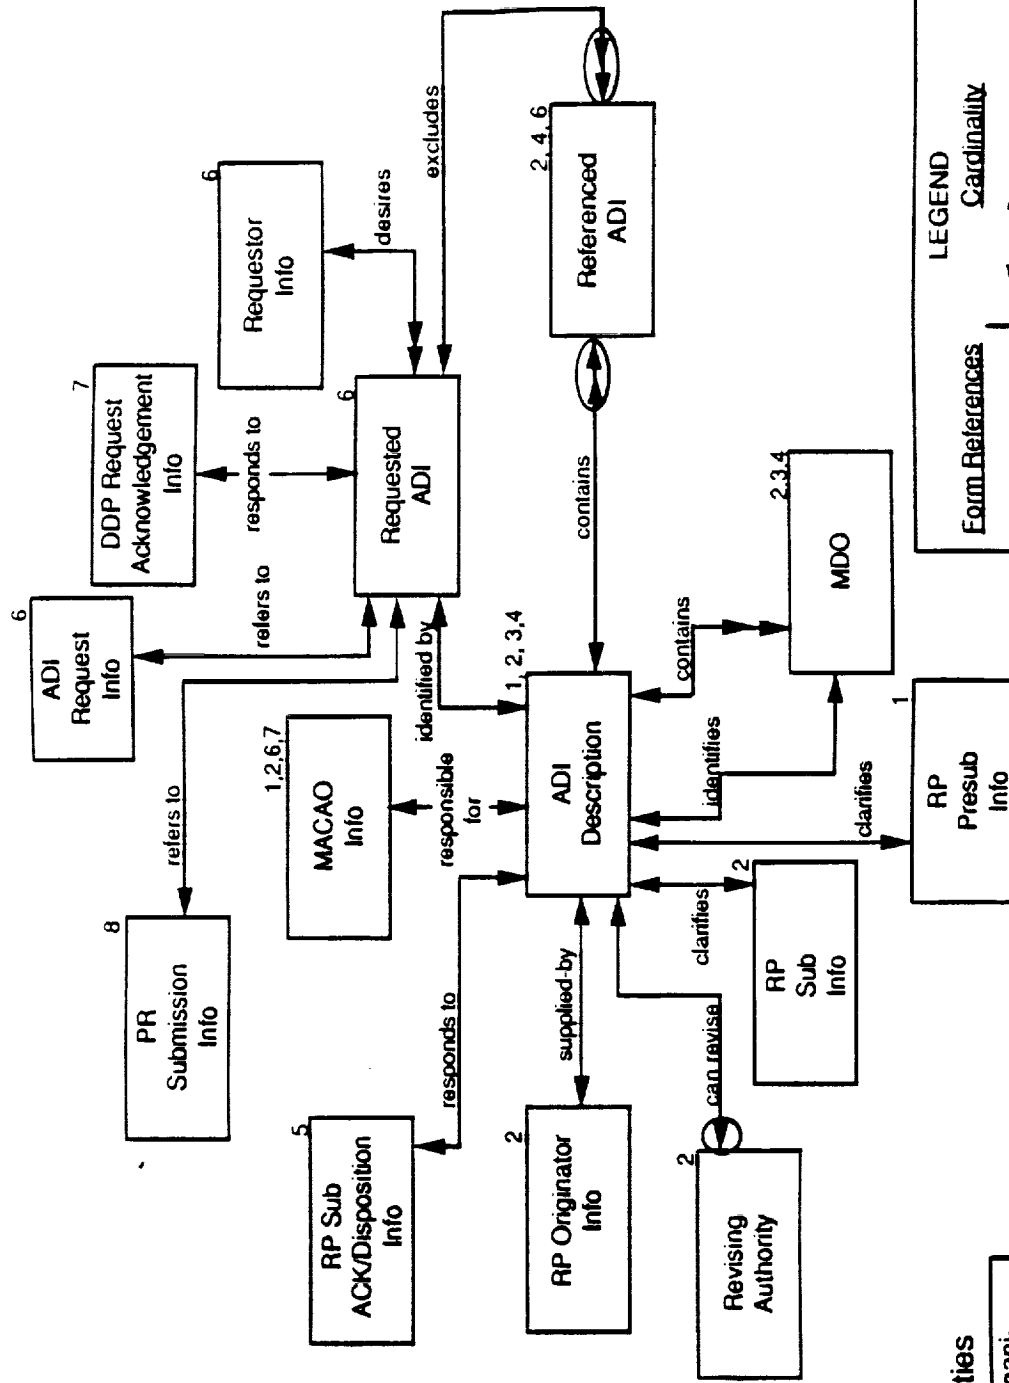 6
ADI
Request
Info
7
DDP Request
Acknowledgement
Info
6
Requestor
Info
8
PR
Submission
Info
refers to
refers to
responds to
desires
excludes
1,2,6,7
MACAO
Info
6
Requested
ADI
5
RP Sub
ACK/Disposition
Info
responds to
responsible
for
identified by
2, 4, 6
Referenced
ADI
2
RP Originator
Info
supplied-by
1, 2, 3,4
ADI
Description
contains
2
Revising
Authority
can revise
clarifies
identifies
contains
2
RP
Sub
Info
2,3,4
MDO
clarifies
1
RP
Presub
Info
LEGEND
Form References
Cardinality
ties